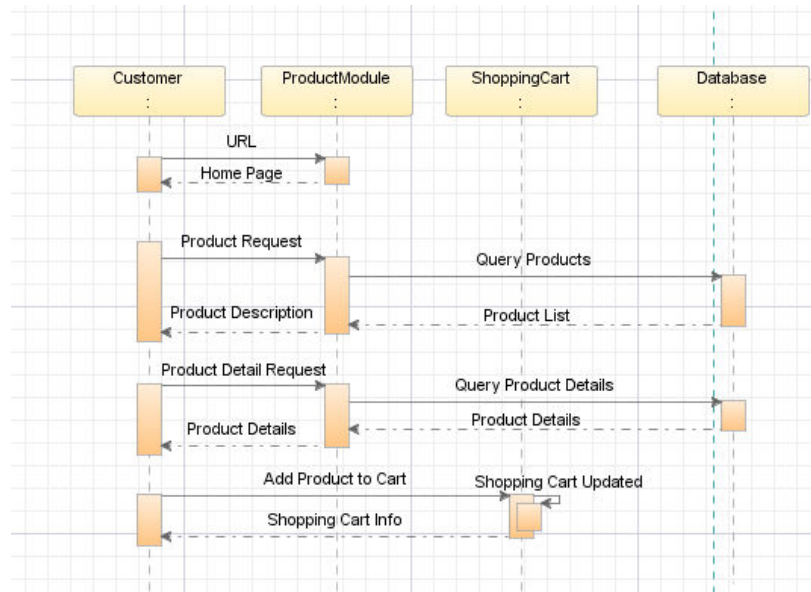 Customer
:
ProductModule
:
ShoppingCart
:
Database
:
URL
Home Page
Product Request
Query Products
Product Description
Product List
Product Detail Request
Query Product Details
Product Details
Product Details
Add Product to Cart
Shopping Cart Updated
Shopping Cart Info